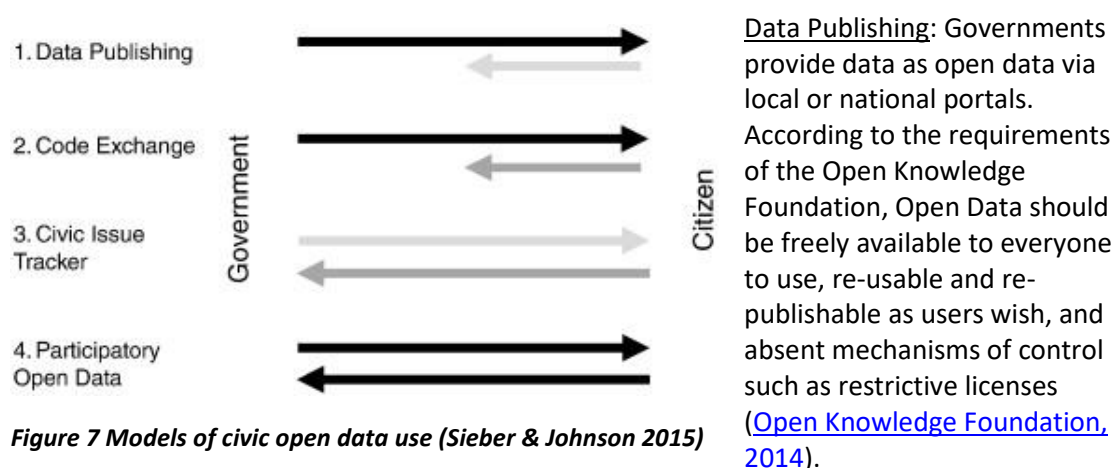 1. Data Publishing
2. Code Exchange
3. Civic Issue
Tracker
4. Participatory
Open Data
Government
Citizen
Figure 7 Models of civic open data use (Sieber & Johnson 2015)
Data Publishing: Governments
provide data as open data via
local or national portals.
According to the requirements
of the Open Knowledge
Foundation, Open Data should
be freely available to everyone
to use, re-usable and re-
publishable as users wish, and
absent mechanisms of control
such as restrictive licenses
(Open Knowledge Foundation,
2014).